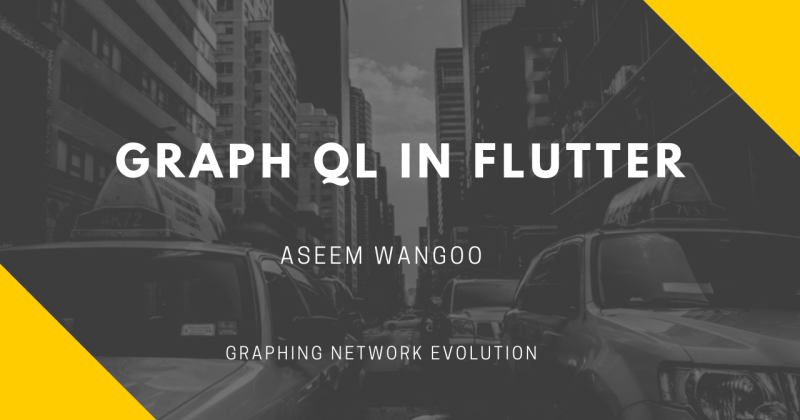 GRAPH QL IN FLUTTER
ASEEM WANGOO
GRAPHING NETWORK EVOLUTION